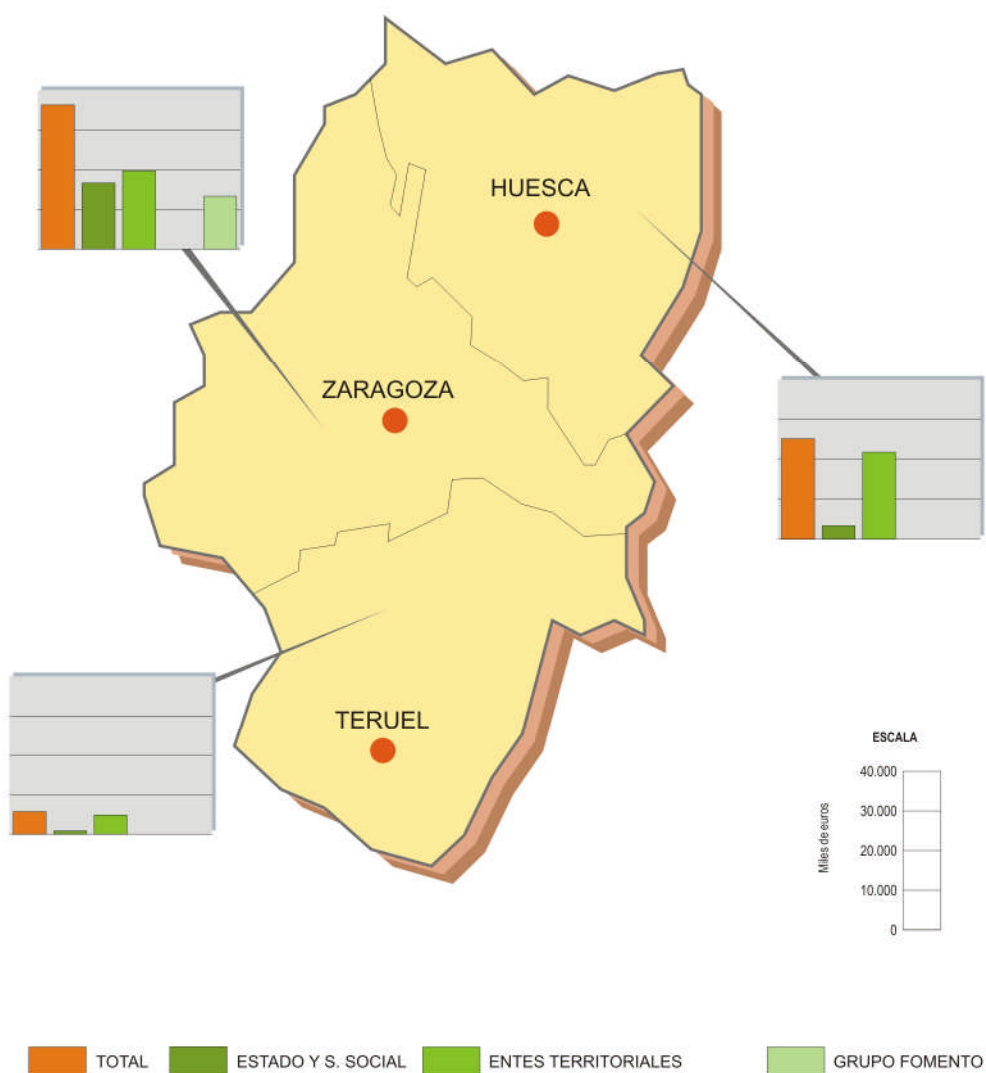 HUESCA
ZARAGOZA
TERUEL
ESCALA
40.000
30.000
20.000
10.000
0
Miles de euros
TOTAL
ESTADO Y S. SOCIAL
ENTES TERRITORIALES
GRUPO FOMENTO